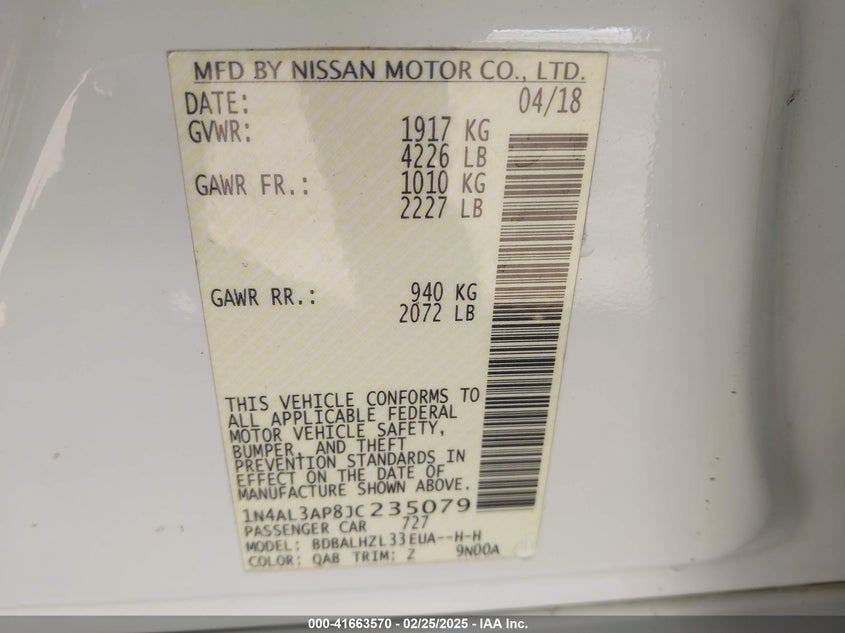 MFD BY NISSAN MOTOR CO., LTD.
DATE: 04/18
GVWR: 1917 KG
4226 LB
GAWR FR.: 1010 KG
2227 LB
GAWR RR.: 940 KG
2072 LB
THIS VEHICLE CONFORMS TO
ALL APPLICABLE FEDERAL
MOTOR VEHICLE SAFETY,
BUMPER, AND THEFT
PREVENTION STANDARDS IN
EFFECT ON THE DATE OF
MANUFACTURE SHOWN ABOVE.
1N4AL3AP8JC235079
PASSENGER CAR 727
MODEL: BDBALHZL33EUA--H-H
COLOR: QAB TRIM: Z 9N00A
000-41663570 - 02/25/2025 - IAA Inc.